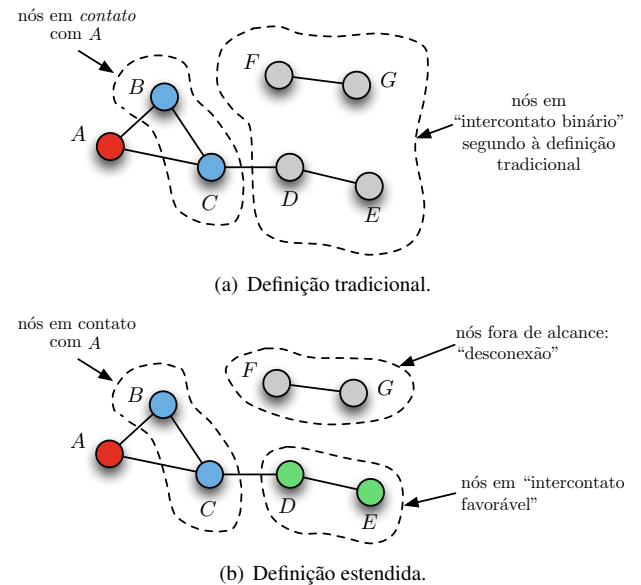 nós em contato
com A
B
A
C
F
G
D
E
nós em
“intercontato binário”
segundo à definição
tradicional
(a) Definição tradicional.
nós em contato
com A
B
A
C
nós fora de alcance:
“desconexão”
F
G
D
E
nós em “intercontato
favorável”
(b) Definição estendida.